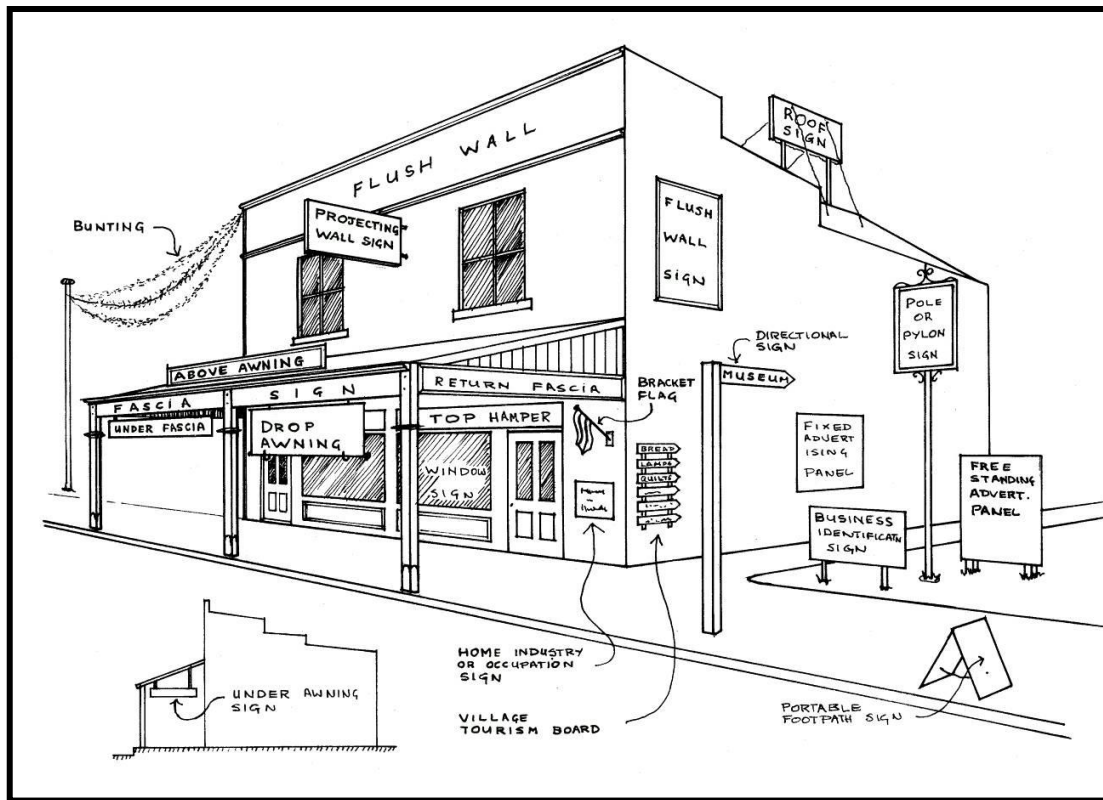 FLUSH WALL
ROOF
SIGN
PROJECTING
WALL SIGN
FLUSH
WALL
SIGN
BUNTING
POLE
OR
PYLON
SIGN
DIRECTIONAL
SIGN
MUSEUM
ABOVE AWNING
FASCIA SIGN
RETURN FASCIA
BRACKET
FLAG
UNDER FASCIA
DROP
AWNING
TOP HAMPER
WINDOW
SIGN
BREAD
LAMPS
QUILTS
FIXED
ADVERT
ISING
PANEL
FREE
STANDING
ADVERT.
PANEL
BUSINESS
IDENTIFICATN
SIGN
HOME INDUSTRY
OR OCCUPATION
SIGN
VILLAGE
TOURISM BOARD
UNDER AWNING
SIGN
PORTABLE
FOOTPATH SIGN